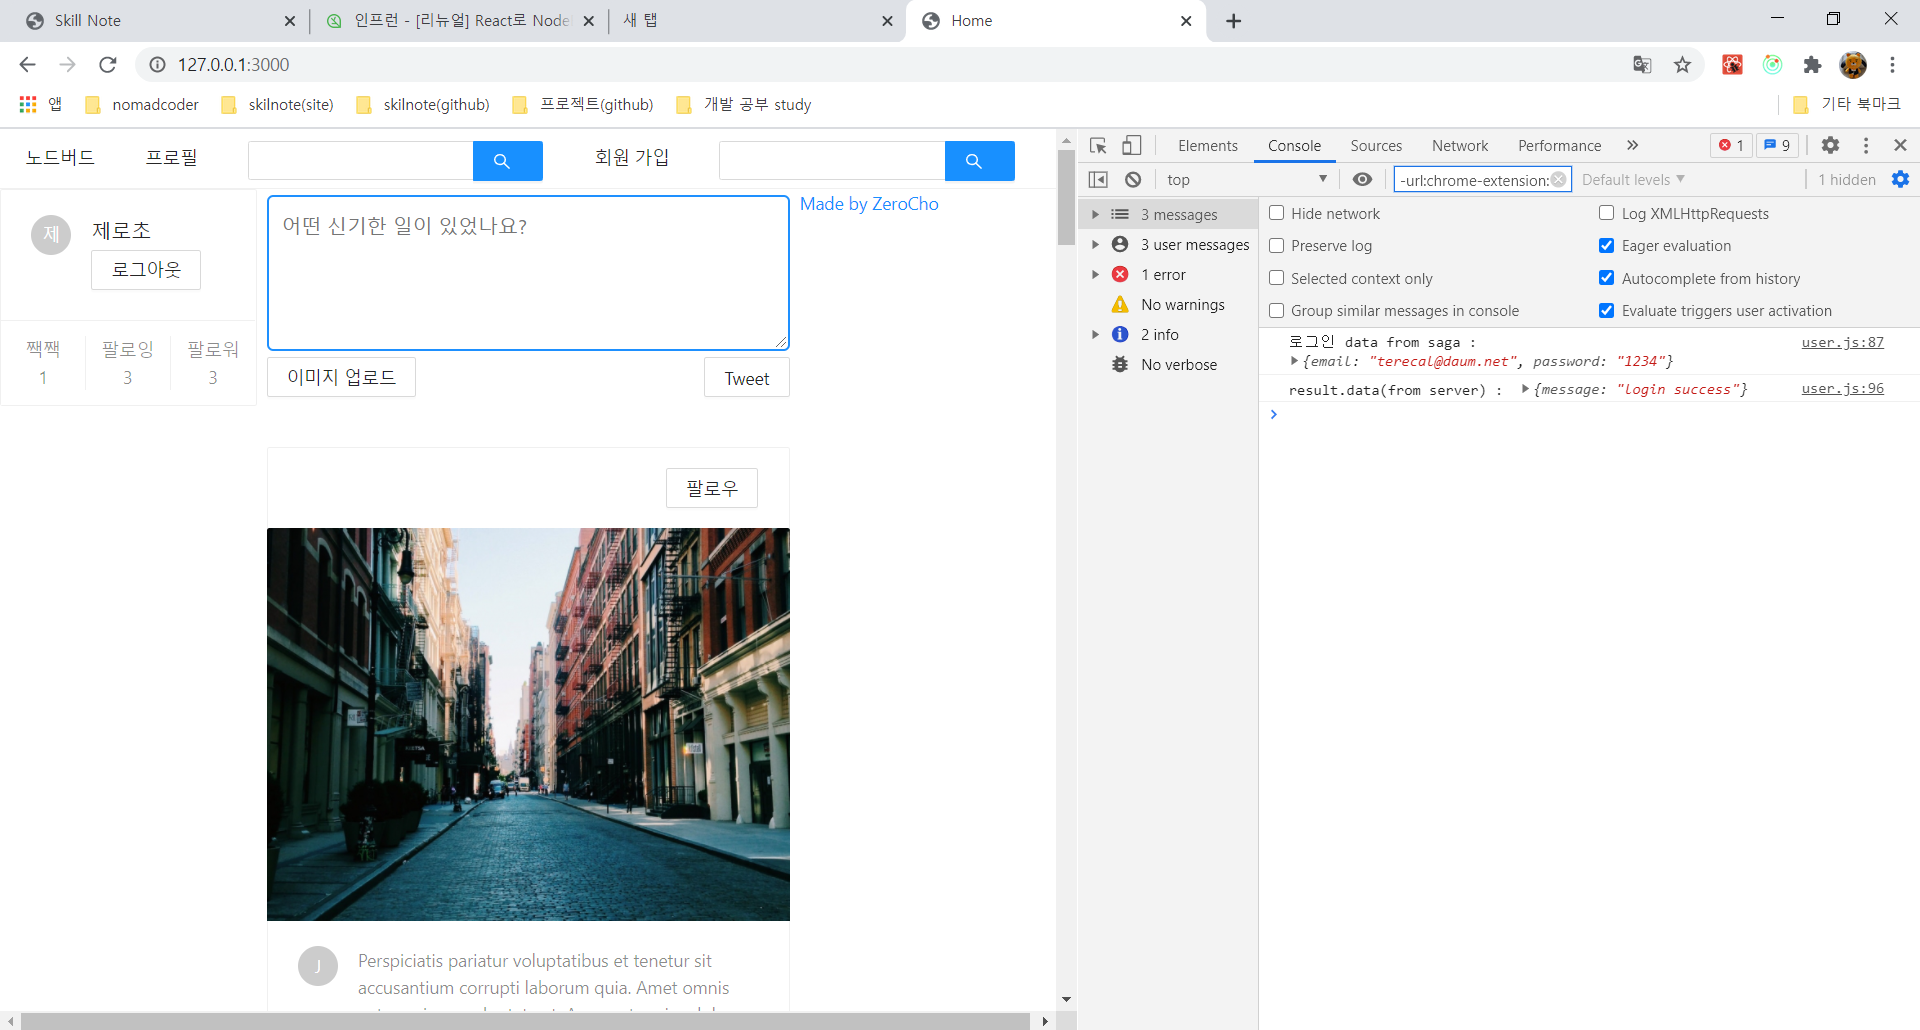 Skill Note
인프런 - [리뉴얼] React로 Node
새 탭
Home
127.0.0.1:3000
앱
nomadcoder
skilnote(site)
skilnote(github)
프로젝트(github)
개발 공부 study
기타 북마크
노드버드
프로필
회원 가입
제
제로초
로그아웃
짹짹
1
팔로잉
3
팔로워
3
어떤 신기한 일이 있었나요?
이미지 업로드
Tweet
Made by ZeroCho
팔로우
J
Perspiciatis pariatur voluptatibus et tenetur sit
accusantium corrupti laborum quia. Amet omnis
Elements
Console
Sources
Network
Performance
1
9
top
-url:chrome-extension:
Default levels
1 hidden
3 messages
3 user messages
1 error
No warnings
2 info
No verbose
Hide network
Log XMLHttpRequests
Preserve log
Eager evaluation
Selected context only
Autocomplete from history
Group similar messages in console
Evaluate triggers user activation
로그인 data from saga :
user.js:87
{email: "terecal@daum.net", password: "1234"}
result.data(from server) : {message: "login success"}
user.js:96